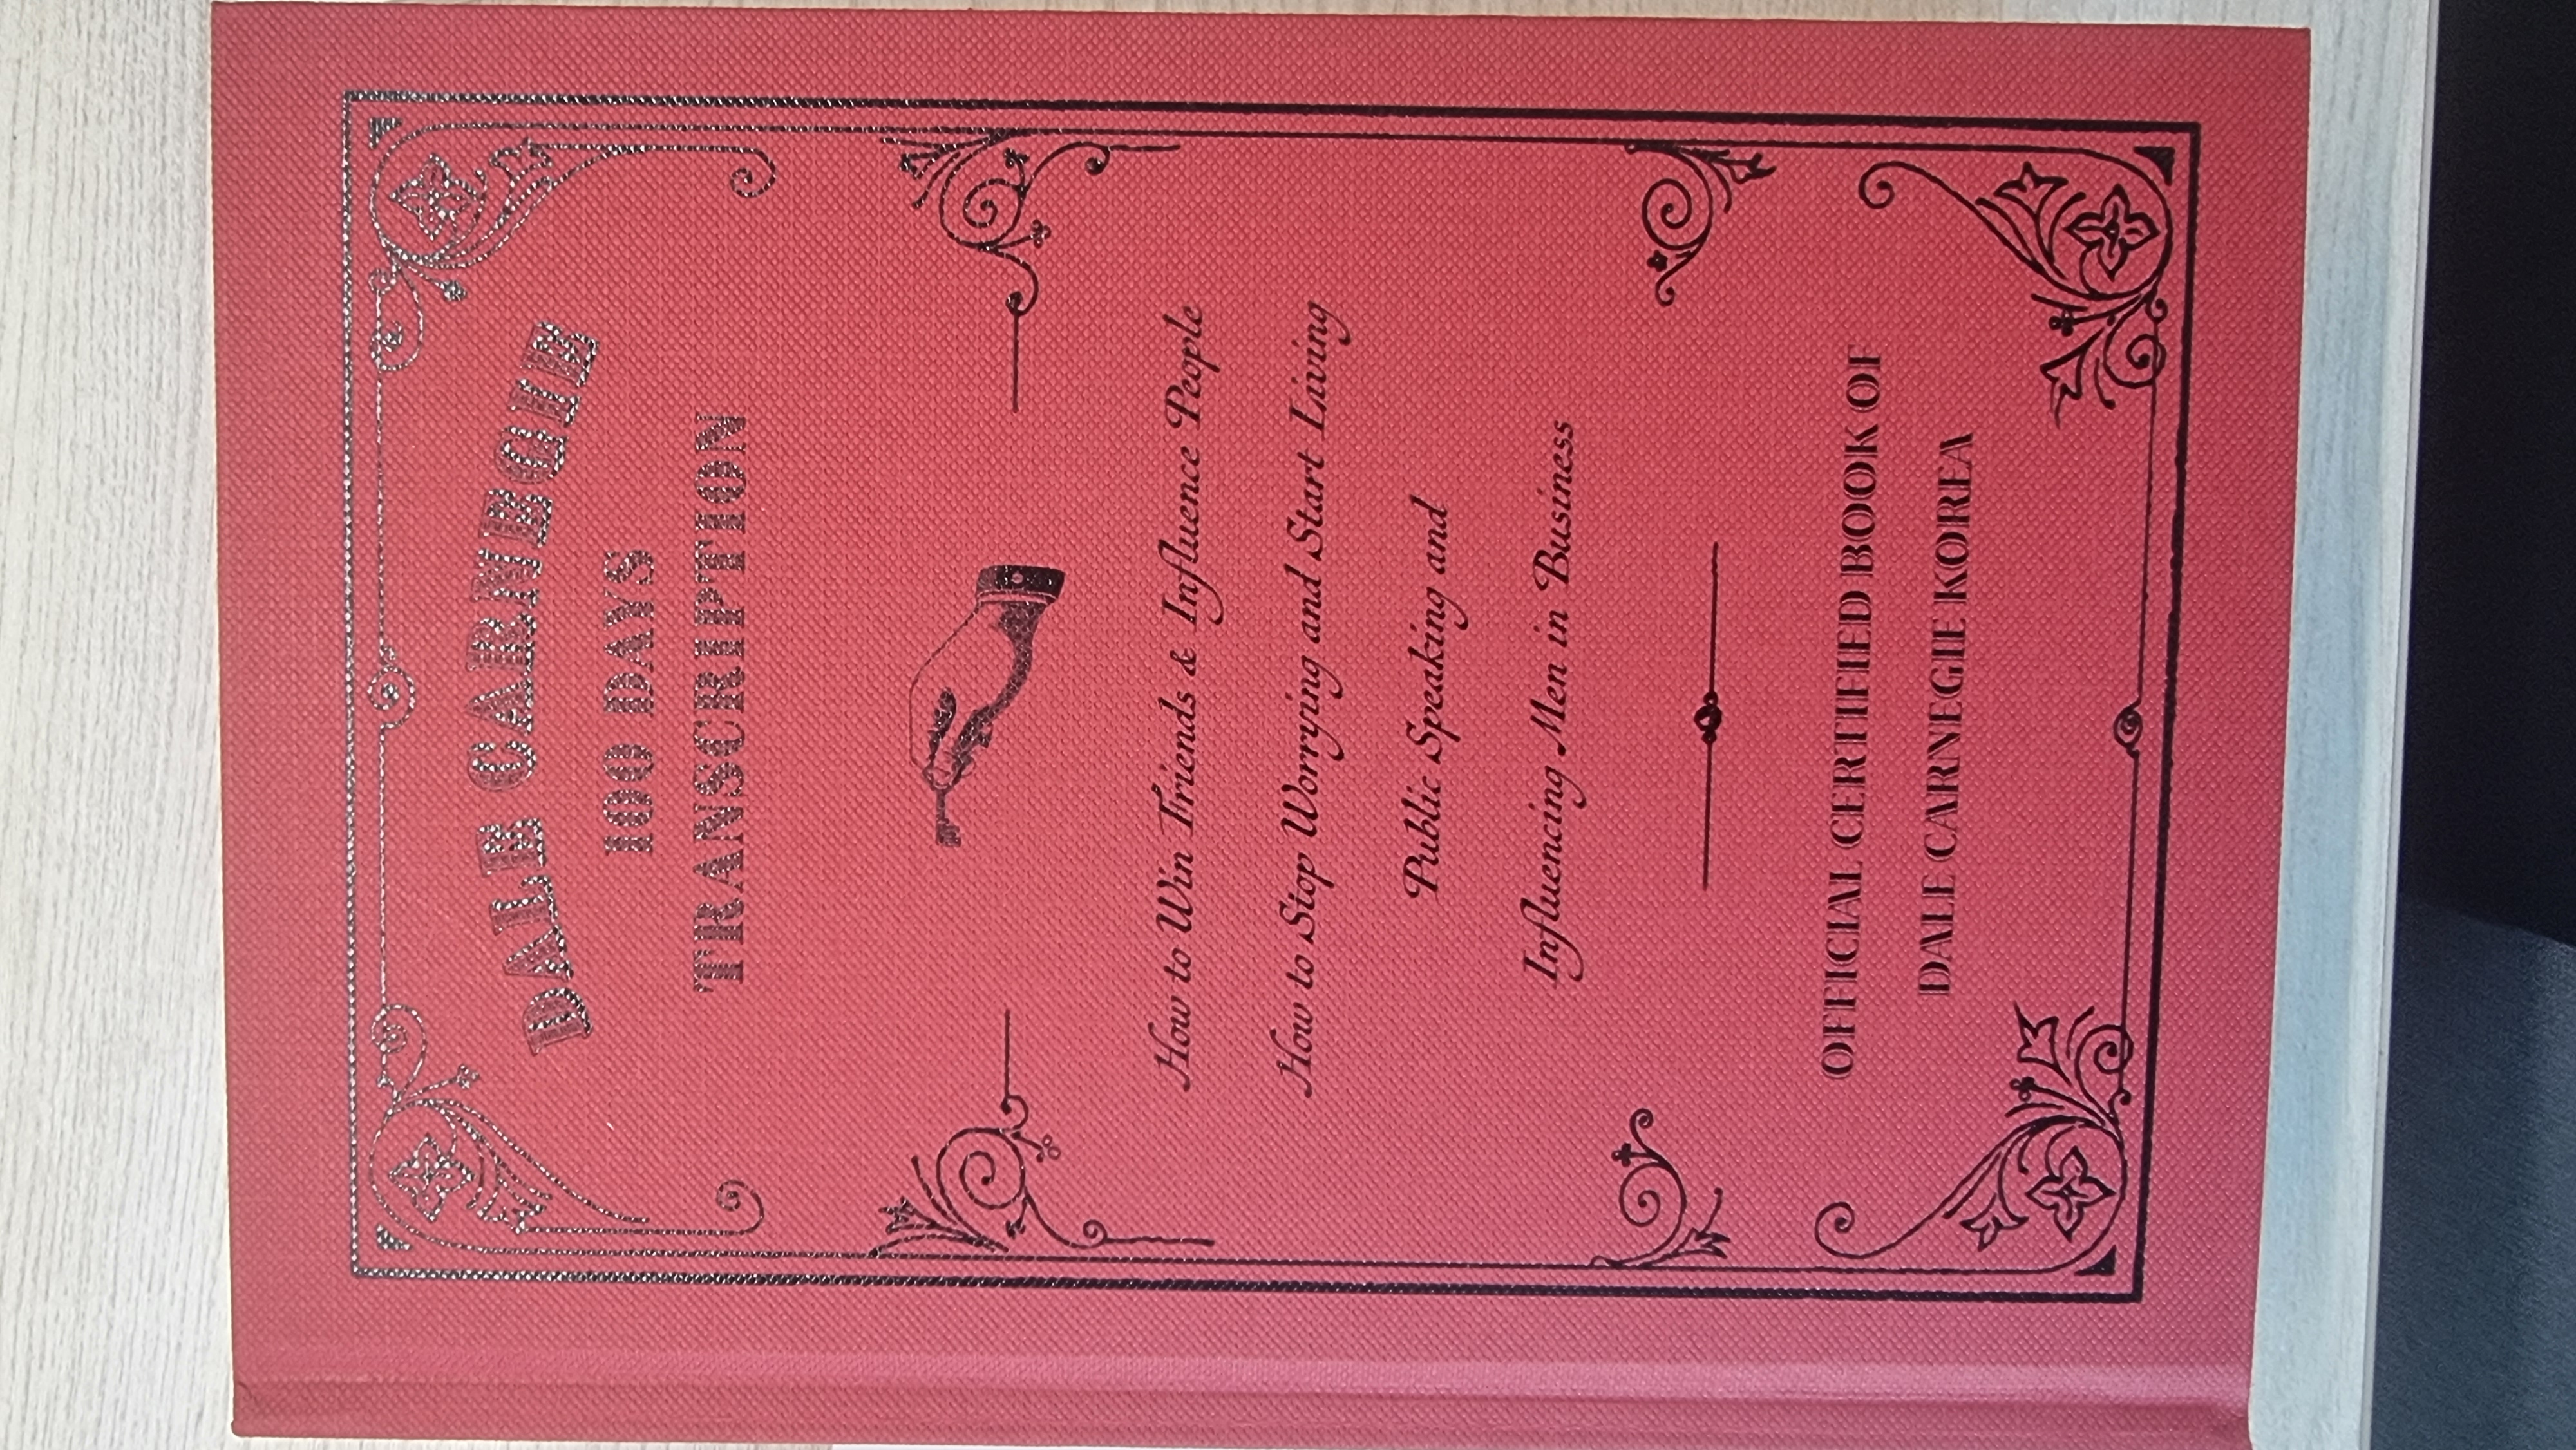 DALE CARNEGIE
100 DAYS
TRANSCRIPTION
How to Win Friends & Influence People
How to Stop Worrying and Start Living
Public Speaking and
Influencing Men in Business
OFFICIAL CERTIFIED BOOK OF
DALE CARNEGIE KOREA